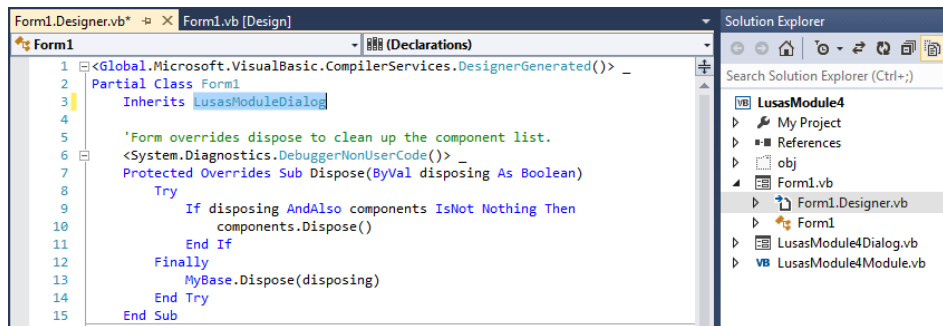 Form1.Designer.vb* Form1.vb [Design]
Form1 (Declarations)
1 <Global.Microsoft.VisualBasic.CompilerServices.DesignerGenerated()> _
2 Partial Class Form1
3 Inherits LusasModuleDialog
4
5 'Form overrides dispose to clean up the component list.
6 <System.Diagnostics.DebuggerNonUserCode()> _
7 Protected Overrides Sub Dispose(ByVal disposing As Boolean)
8 Try
9 If disposing AndAlso components IsNot Nothing Then
10 components.Dispose()
11 End If
12 Finally
13 MyBase.Dispose(disposing)
14 End Try
15 End Sub
Solution Explorer
Search Solution Explorer (Ctrl+;)
VB LusasModule4
My Project
References
obj
Form1.vb
Form1.Designer.vb
Form1
LusasModule4Dialog.vb
VB LusasModule4Module.vb